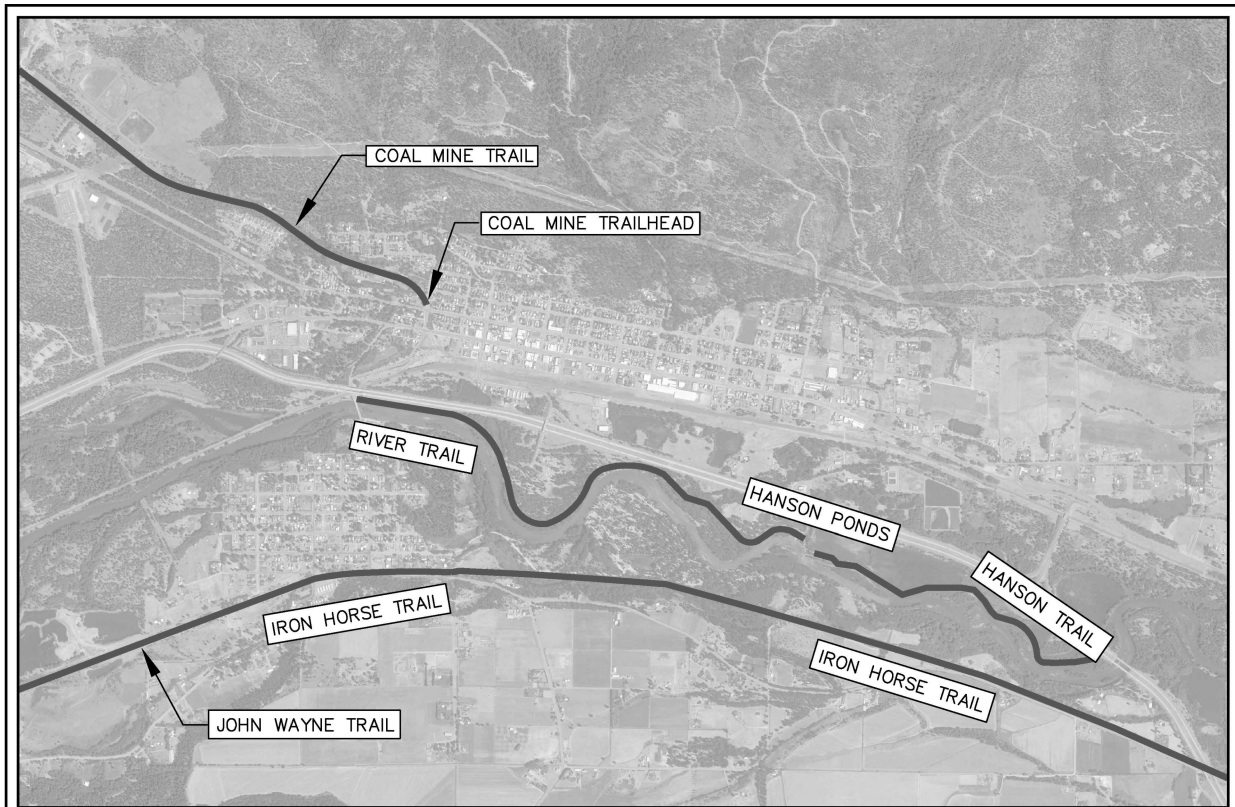 COAL MINE TRAIL
COAL MINE TRAILHEAD
RIVER TRAIL
HANSON PONDS
HANSON TRAIL
IRON HORSE TRAIL
IRON HORSE TRAIL
JOHN WAYNE TRAIL